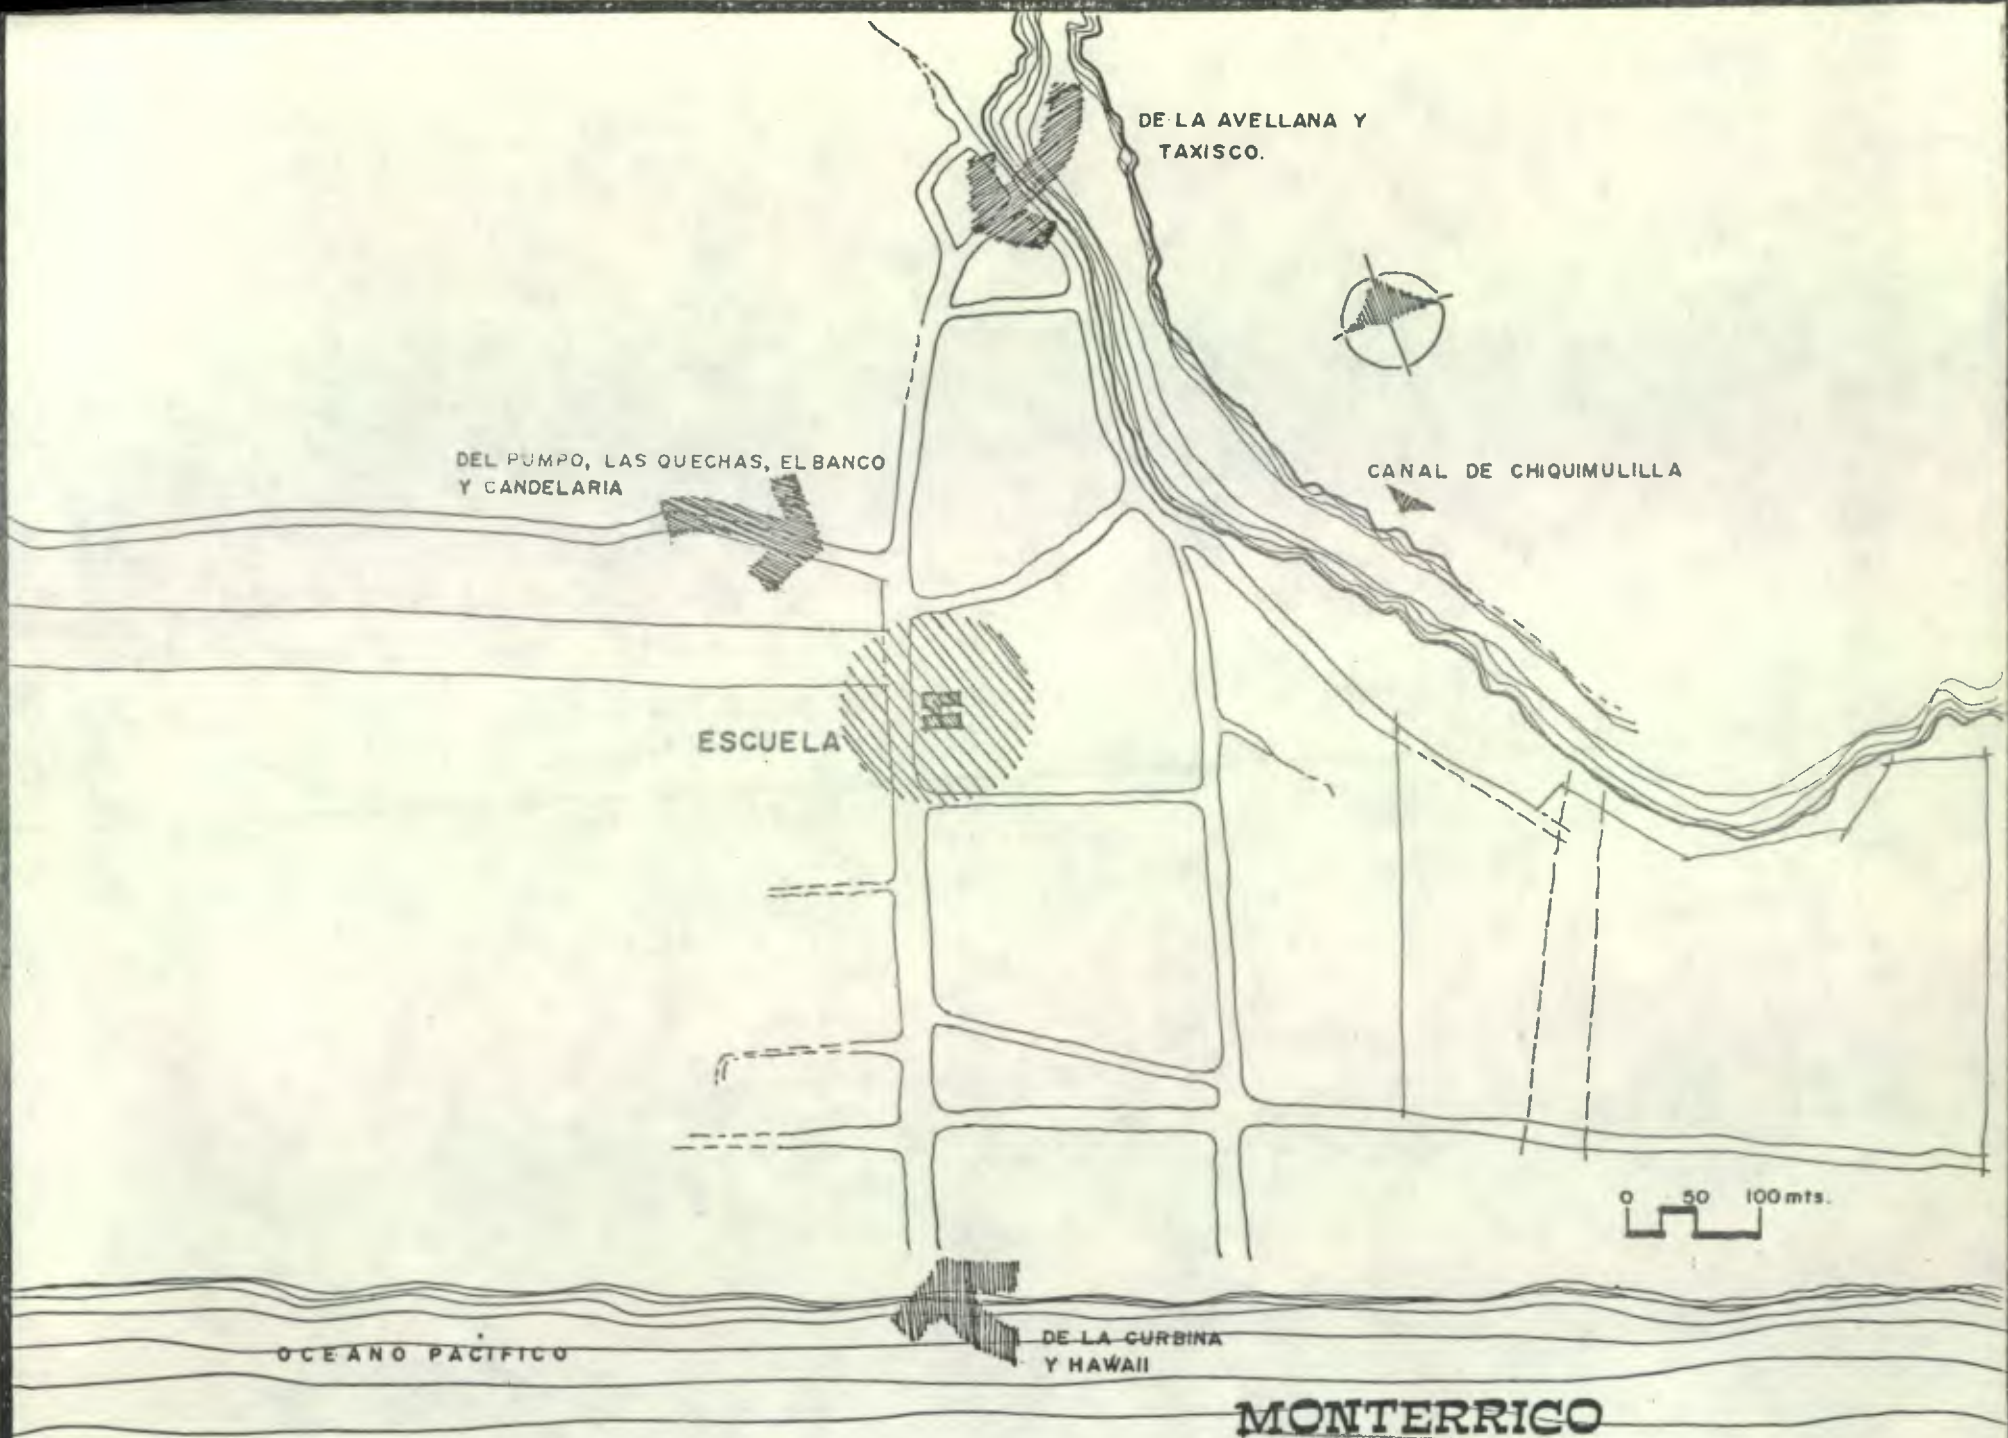 DE LA AVELLANA Y
TAXISCO.
DEL PUMPO, LAS QUECHAS, EL BANCO
Y CANDELARIA
CANAL DE CHIQUIMULILLA
ESCUELA
0 50 100 mts.
OCEANO PACIFICO
DE LA CURBINA
Y HAWAII
MONTERRICO